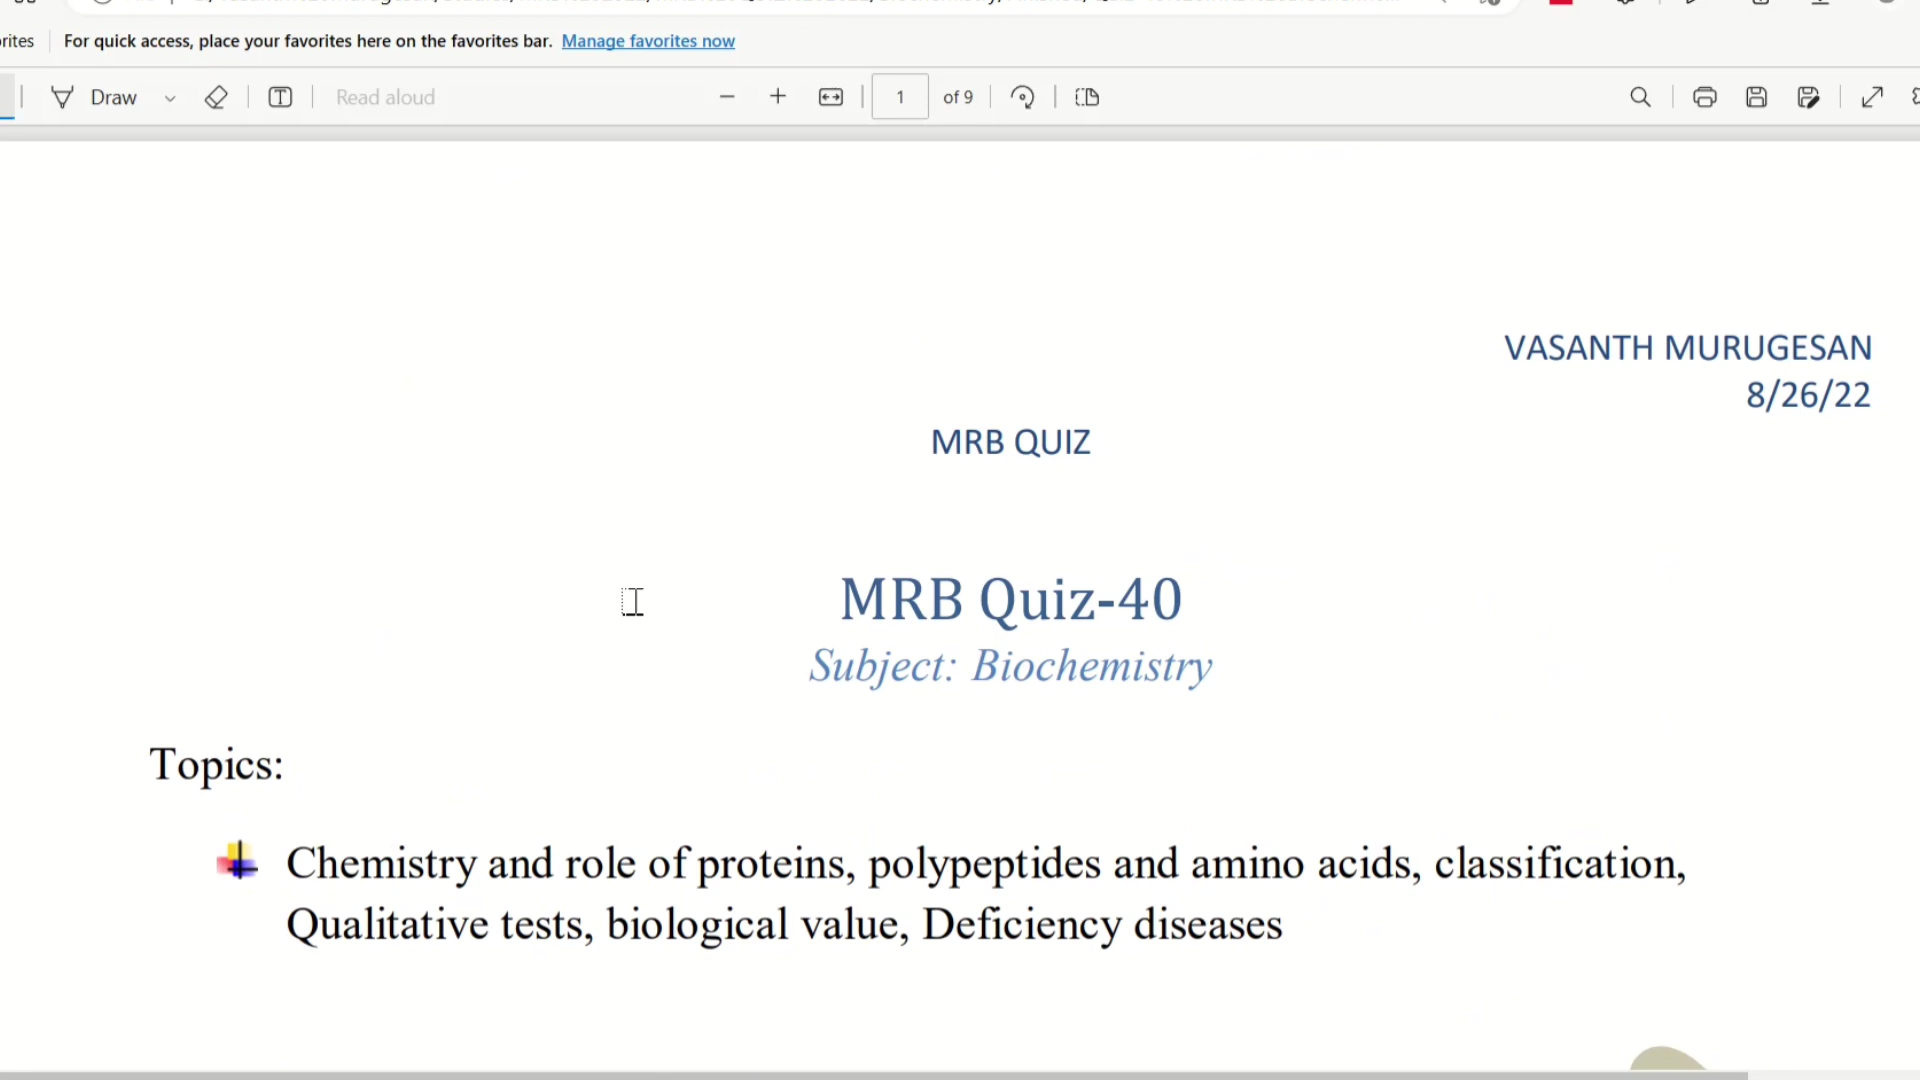 rites For quick access, place your favorites here on the favorites bar. Manage favorites now
Draw Read aloud 1 of 9
VASANTH MURUGESAN
8/26/22
MRB QUIZ
MRB Quiz-40
Subject: Biochemistry
Topics:
Chemistry and role of proteins, polypeptides and amino acids, classification,
Qualitative tests, biological value, Deficiency diseases